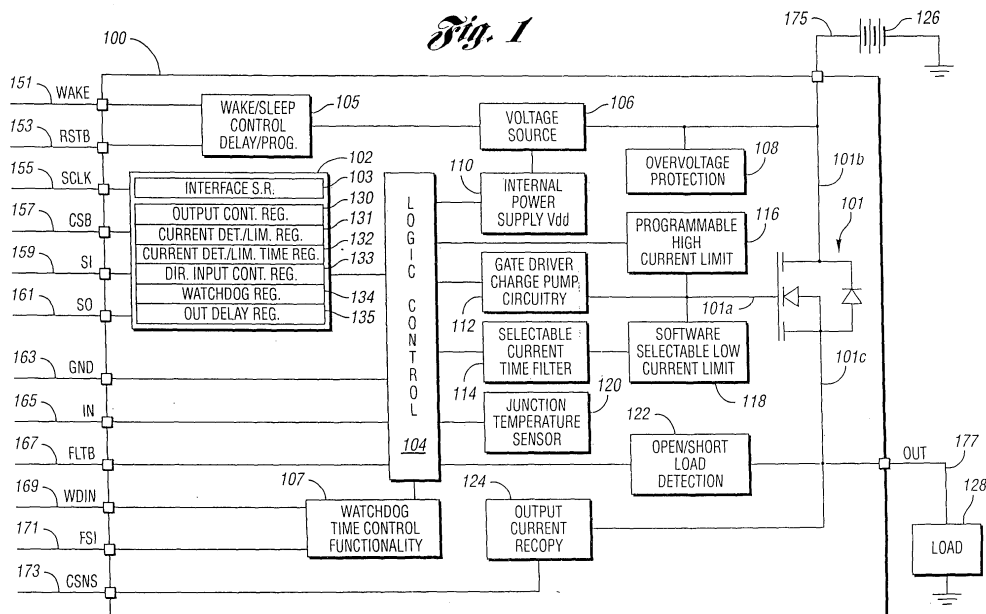 Fig. 1
175
126
100
151
WAKE
153
RSTB
155
SCLK
157
CSB
159
SI
161
SO
163
GND
165
IN
167
FLTB
169
WDIN
171
FSI
173
CSNS
WAKE/SLEEP
CONTROL
DELAY/PROG.
105
102
INTERFACE S.R.
103
OUTPUT CONT. REG.
130
CURRENT DET./LIM. REG.
131
CURRENT DET./LIM. TIME REG.
132
DIR. INPUT CONT. REG.
133
WATCHDOG REG.
134
OUT DELAY REG.
135
LOGIC CONTROL
104
107
WATCHDOG
TIME CONTROL
FUNCTIONALITY
VOLTAGE
SOURCE
106
110
INTERNAL
POWER
SUPPLY Vdd
OVERVOLTAGE
PROTECTION
108
PROGRAMMABLE
HIGH
CURRENT LIMIT
116
GATE DRIVER
CHARGE PUMP
CIRCUITRY
112
SELECTABLE
CURRENT
TIME FILTER
114
SOFTWARE
SELECTABLE LOW
CURRENT LIMIT
118
JUNCTION
TEMPERATURE
SENSOR
120
122
OPEN/SHORT
LOAD
DETECTION
124
OUTPUT
CURRENT
RECOPY
101b
101
101a
101c
OUT
177
128
LOAD